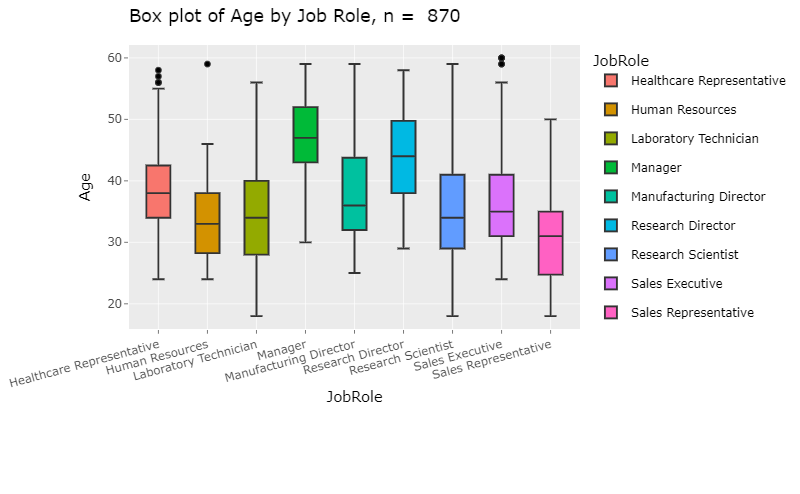 Box plot of Age by Job Role, n =  870
60
50
40
30
20
Age
Healthcare Representative
Human Resources
Laboratory Technician
Manager
Manufacturing Director
Research Director
Research Scientist
Sales Executive
Sales Representative
JobRole
JobRole
Healthcare Representative
Human Resources
Laboratory Technician
Manager
Manufacturing Director
Research Director
Research Scientist
Sales Executive
Sales Representative